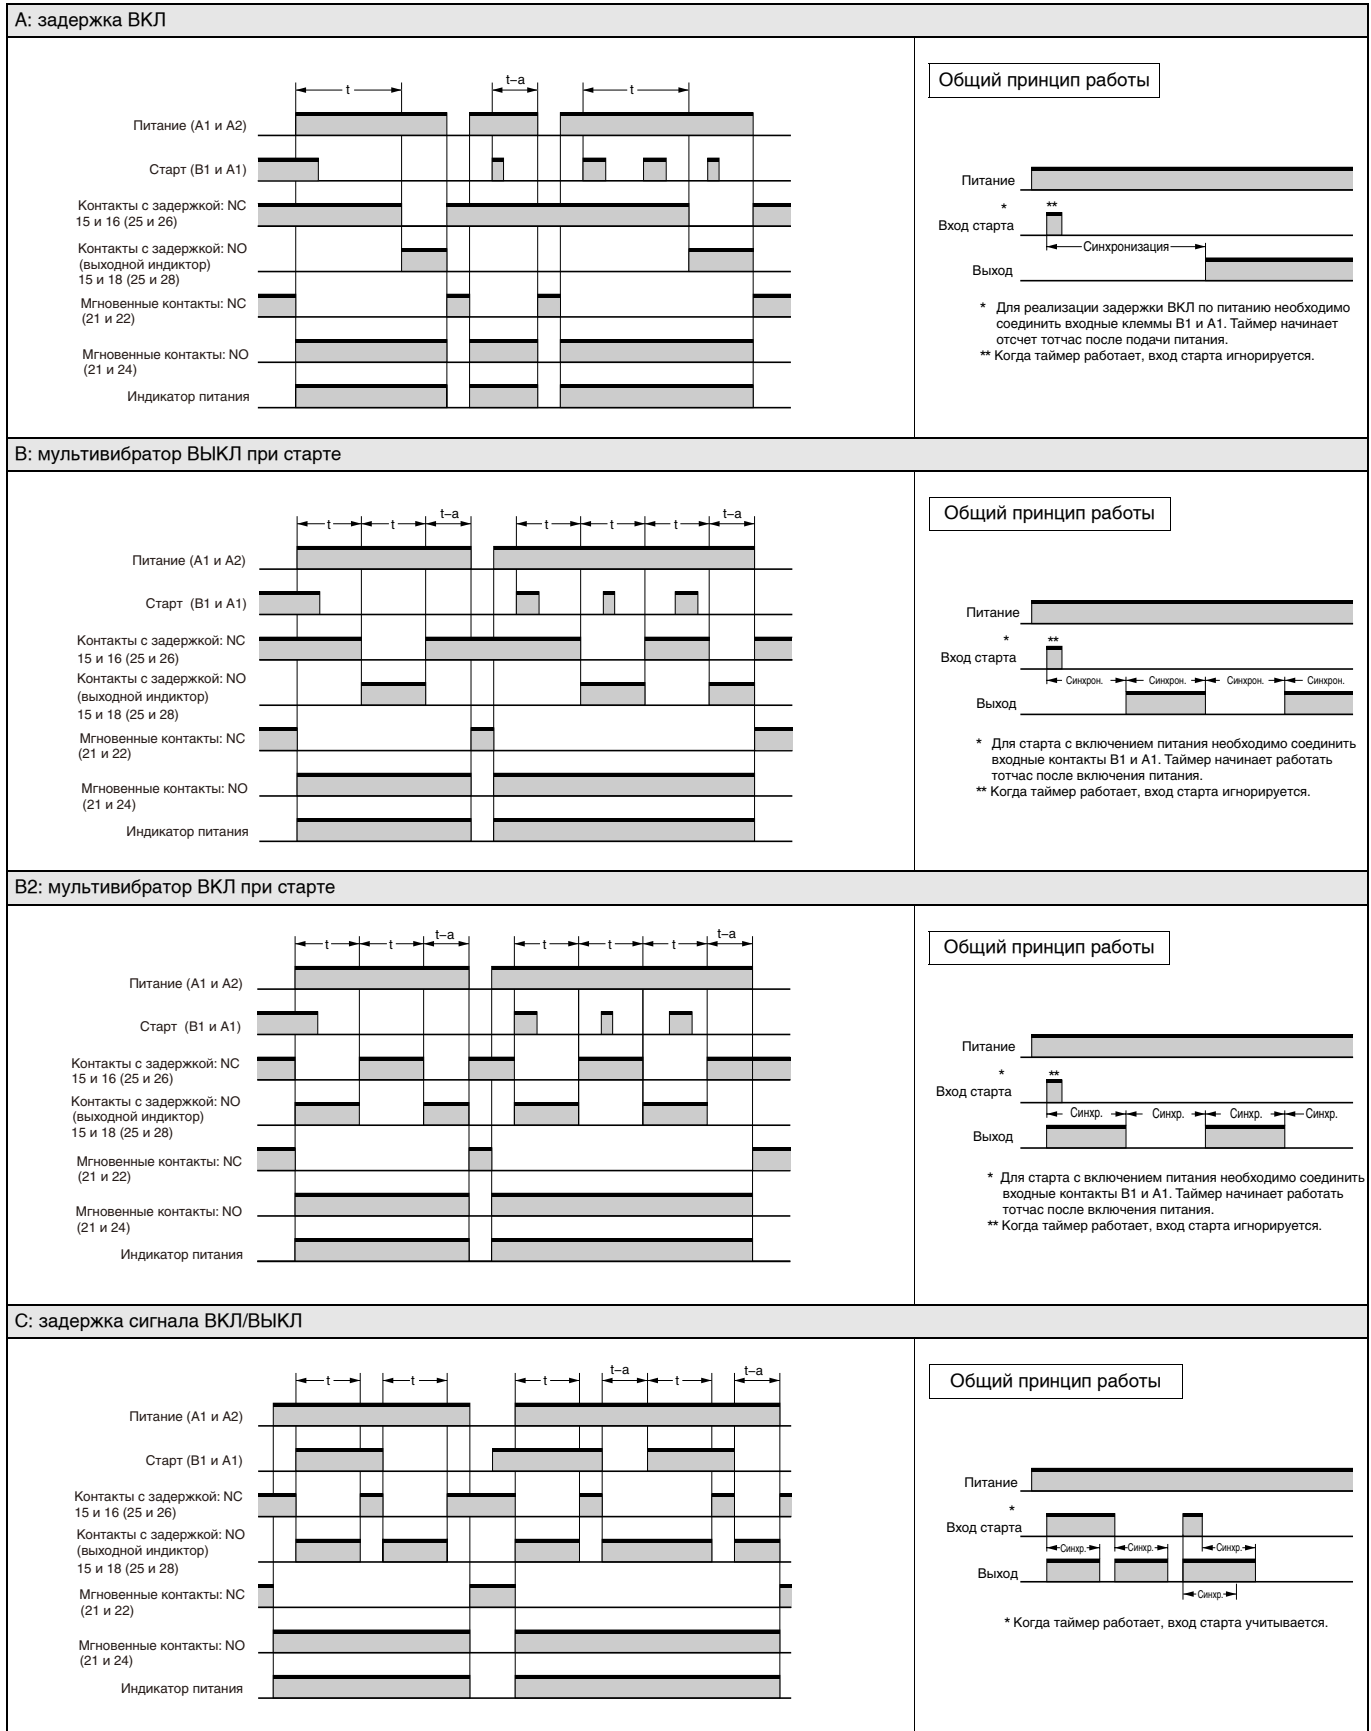 A: задержка ВКЛ
t
t–a
t
Питание (A1 и A2)
Старт (B1 и A1)
Контакты с задержкой: NC
15 и 16 (25 и 26)
Контакты с задержкой: NO
(выходной индиктор)
15 и 18 (25 и 28)
Мгновенные контакты: NC
(21 и 22)
Мгновенные контакты: NO
(21 и 24)
Индикатор питания
Общий принцип работы
Питание
*
**
Вход старта
Синхронизация
Выход
* Для реализации задержки ВКЛ по питанию необходимо
соединить входные клеммы B1 и A1. Таймер начинает
отсчет тотчас после подачи питания.
** Когда таймер работает, вход старта игнорируется.
B: мультивибратор ВЫКЛ при старте
t
t
t–a
t
t
t
t–a
Питание (A1 и A2)
Старт (B1 и A1)
Контакты с задержкой: NC
15 и 16 (25 и 26)
Контакты с задержкой: NO
(выходной индиктор)
15 и 18 (25 и 28)
Мгновенные контакты: NC
(21 и 22)
Мгновенные контакты: NO
(21 и 24)
Индикатор питания
Общий принцип работы
Питание
*
**
Вход старта
Синхрон. Синхрон. Синхрон. Синхрон.
Выход
* Для старта с включением питания необходимо соединить
входные контакты B1 и A1. Таймер начинает работать
тотчас после включения питания.
** Когда таймер работает, вход старта игнорируется.
B2: мультивибратор ВКЛ при старте
t
t
t–a
t
t
t
t–a
Питание (A1 и A2)
Старт (B1 и A1)
Контакты с задержкой: NC
15 и 16 (25 и 26)
Контакты с задержкой: NO
(выходной индиктор)
15 и 18 (25 и 28)
Мгновенные контакты: NC
(21 и 22)
Мгновенные контакты: NO
(21 и 24)
Индикатор питания
Общий принцип работы
Питание
*
**
Вход старта
Синхр. Синхр. Синхр. Синхр.
Выход
* Для старта с включением питания необходимо соединить
входные контакты B1 и A1. Таймер начинает работать
тотчас после включения питания.
** Когда таймер работает, вход старта игнорируется.
C: задержка сигнала ВКЛ/ВЫКЛ
t
t
t
t–a
t
t–a
Питание (A1 и A2)
Старт (B1 и A1)
Контакты с задержкой: NC
15 и 16 (25 и 26)
Контакты с задержкой: NO
(выходной индиктор)
15 и 18 (25 и 28)
Мгновенные контакты: NC
(21 и 22)
Мгновенные контакты: NO
(21 и 24)
Индикатор питания
Общий принцип работы
Питание
*
Вход старта
Синхр. Синхр. Синхр.
Выход
Синхр.
* Когда таймер работает, вход старта учитывается.